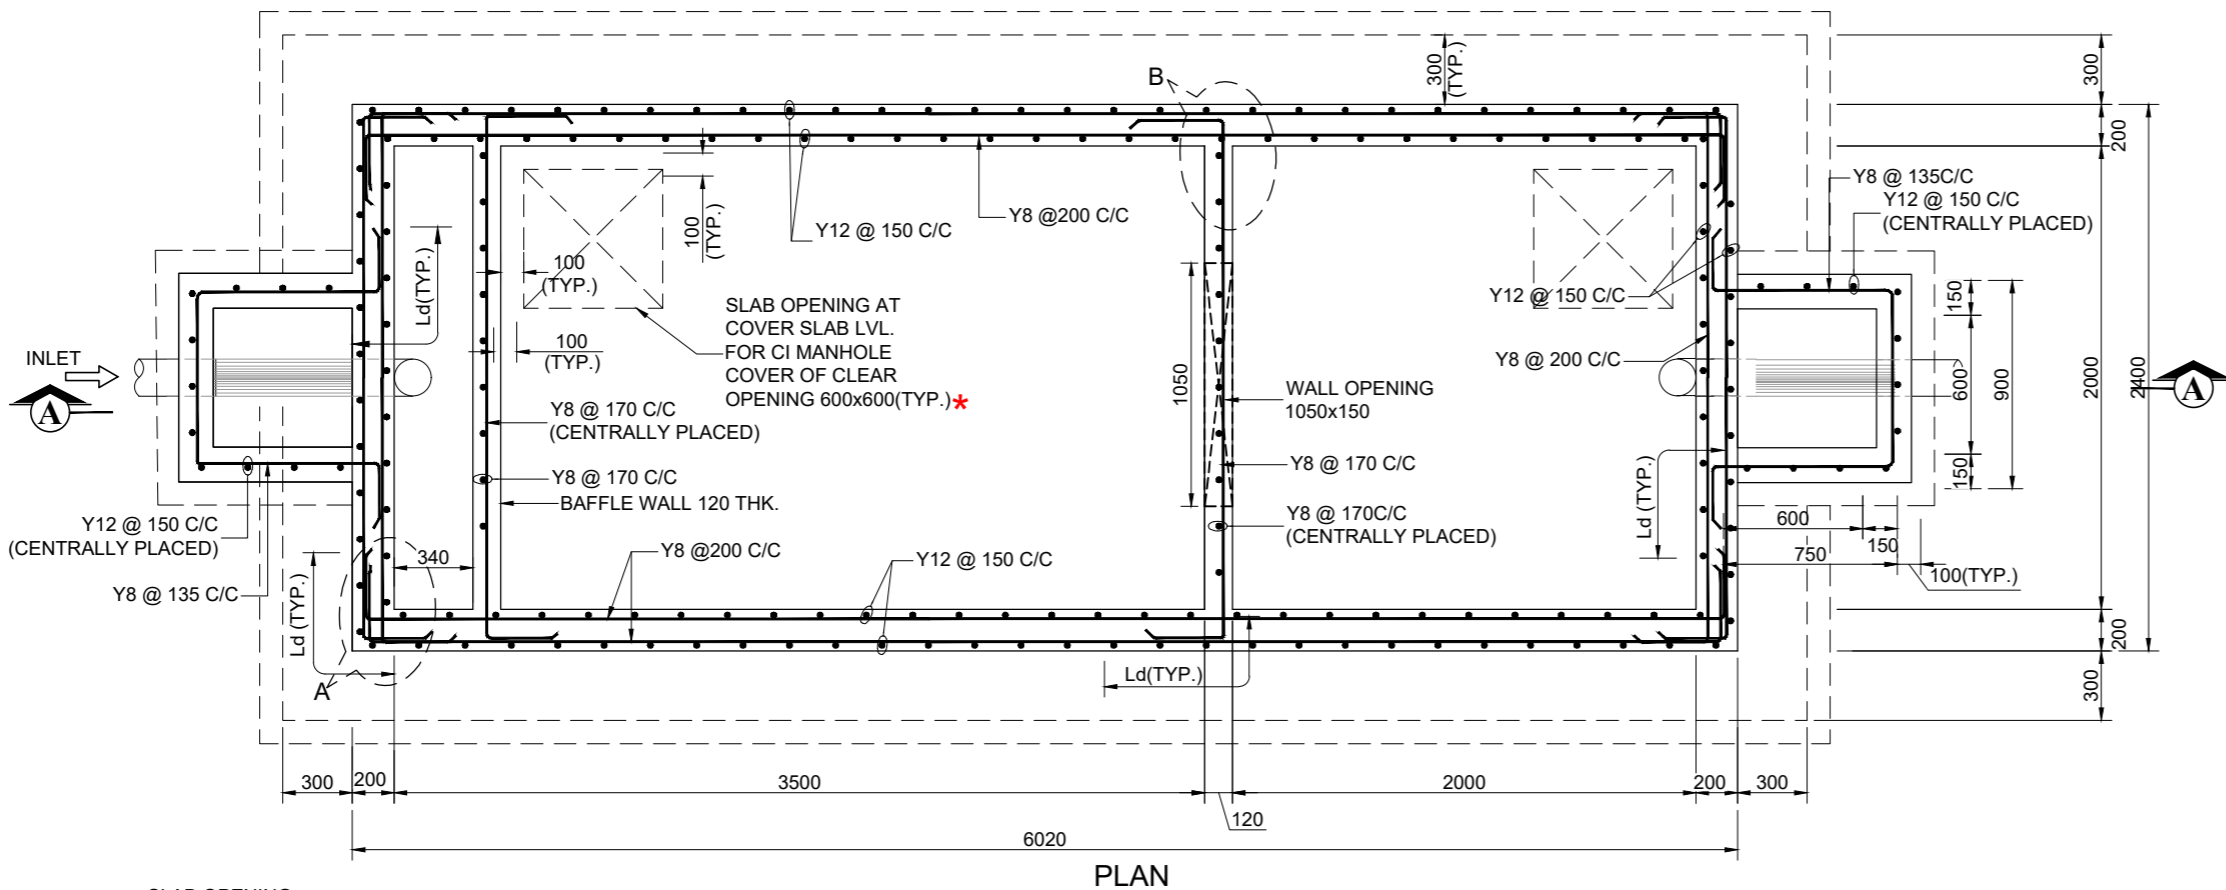 300
(TYP.)
B
300
200
Y8 @ 135C/C
Y12 @ 150 C/C
(CENTRALLY PLACED)
Y12 @ 150 C/C
Y8 @200 C/C
100
(TYP.)
100
(TYP.)
Ld(TYP.)
SLAB OPENING AT
COVER SLAB LVL.
FOR CI MANHOLE
COVER OF CLEAR
OPENING 600x600(TYP.)*
100
(TYP.)
Y12 @ 150 C/C
150
INLET
A
Y8 @ 200 C/C
1050
WALL OPENING
1050x150
600
900
2000
2400
A
Y8 @ 170 C/C
(CENTRALLY PLACED)
Y8 @ 170 C/C
Y8 @ 170 C/C
BAFFLE WALL 120 THK.
150
Ld (TYP.)
Y12 @ 150 C/C
(CENTRALLY PLACED)
Y8 @ 170C/C
(CENTRALLY PLACED)
600
150
750
100(TYP.)
340
Y8 @200 C/C
Y12 @ 150 C/C
Y8 @ 135 C/C
Ld (TYP.)
200
A
Ld(TYP.)
300
300
200
3500
2000
200
300
120
6020
PLAN
SLAB OPENING